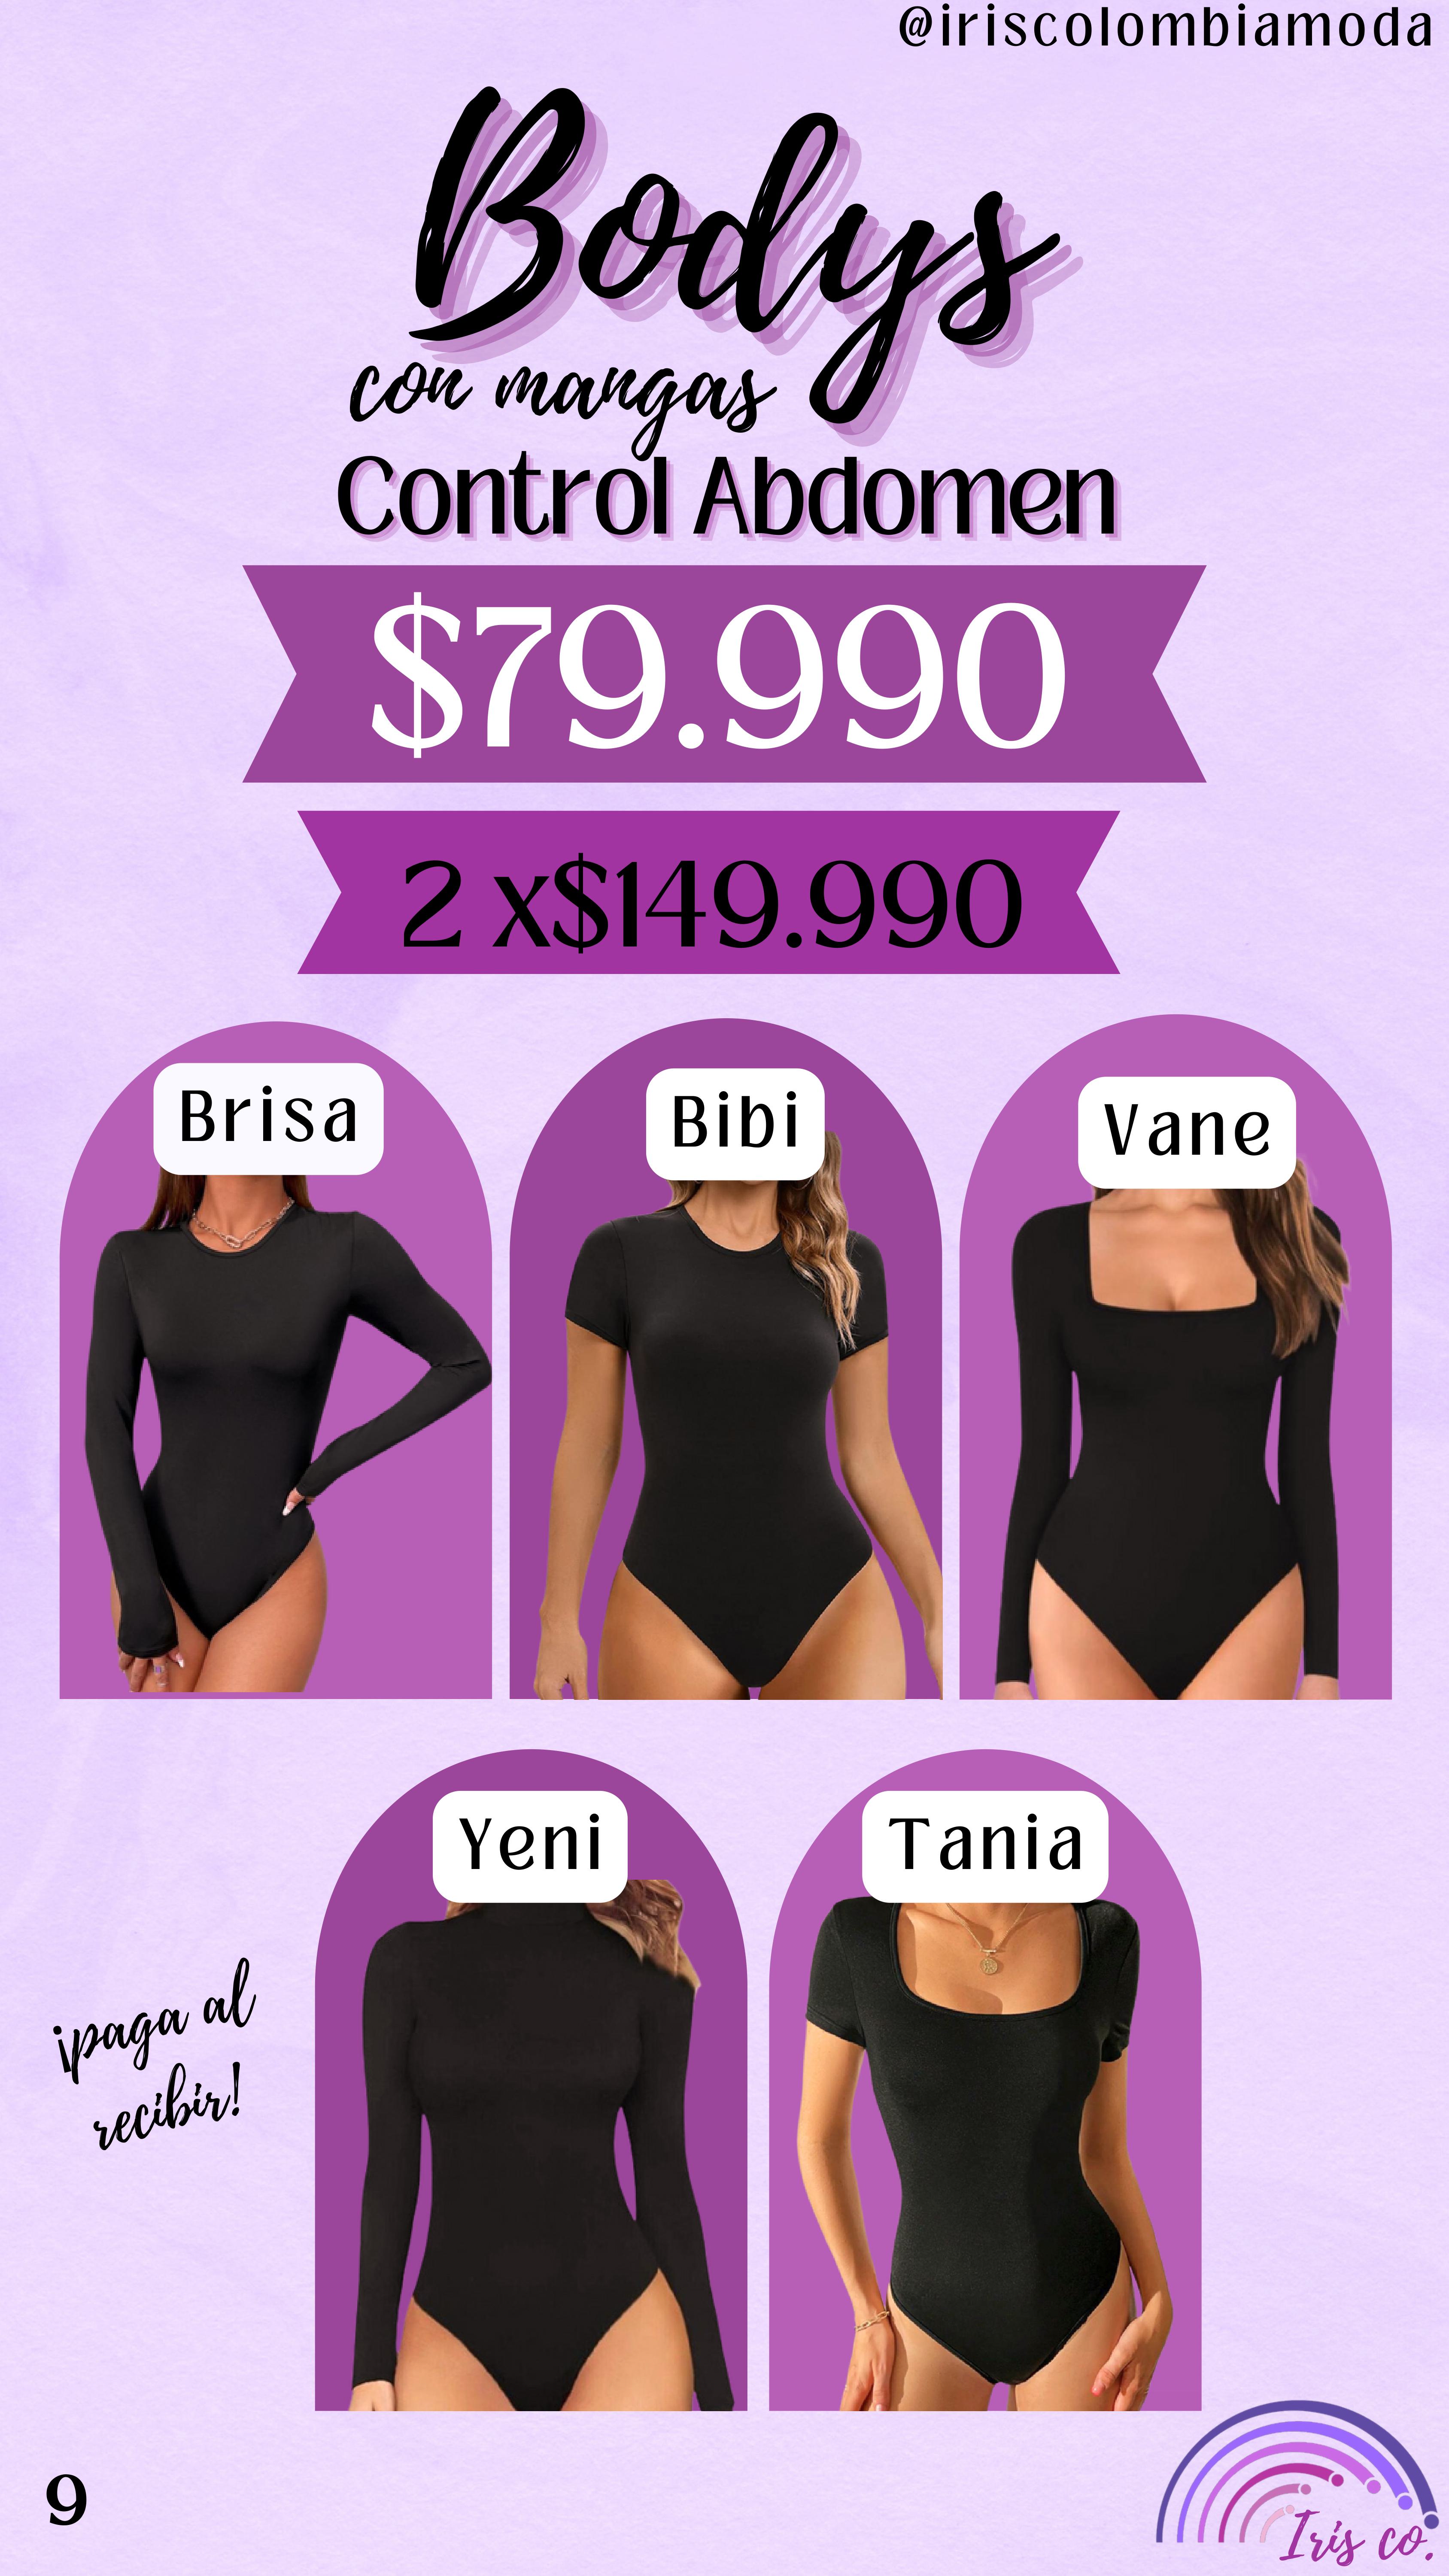 @iriscolombiamoda
Bodys
con mangas
Control Abdomen
$79.990
2 x$149.990
Brisa
Bibi
Vane
Yeni
Tania
¡paga al
recibir!
9
Iris co.